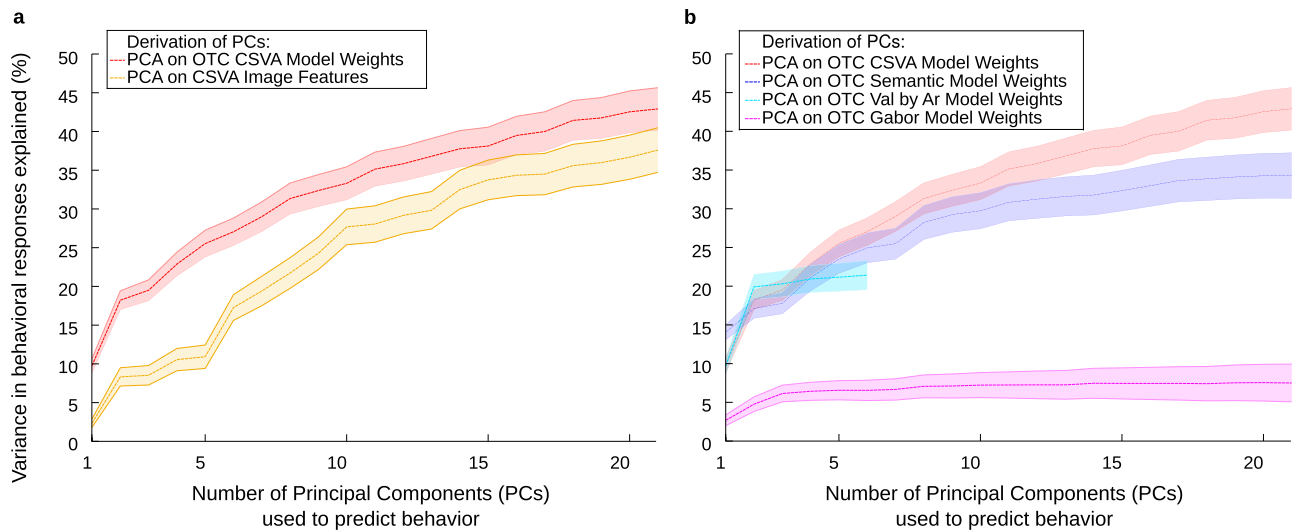 a
Variance in behavioral responses explained (%)
50
45
40
35
30
25
20
15
10
5
0
Derivation of PCs:
PCA on OTC CSVA Model Weights
PCA on CSVA Image Features
1
5
10
15
20
Number of Principal Components (PCs)
used to predict behavior
b
50
45
40
35
30
25
20
15
10
5
0
Derivation of PCs:
PCA on OTC CSVA Model Weights
PCA on OTC Semantic Model Weights
PCA on OTC Val by Ar Model Weights
PCA on OTC Gabor Model Weights
1
5
10
15
20
Number of Principal Components (PCs)
used to predict behavior